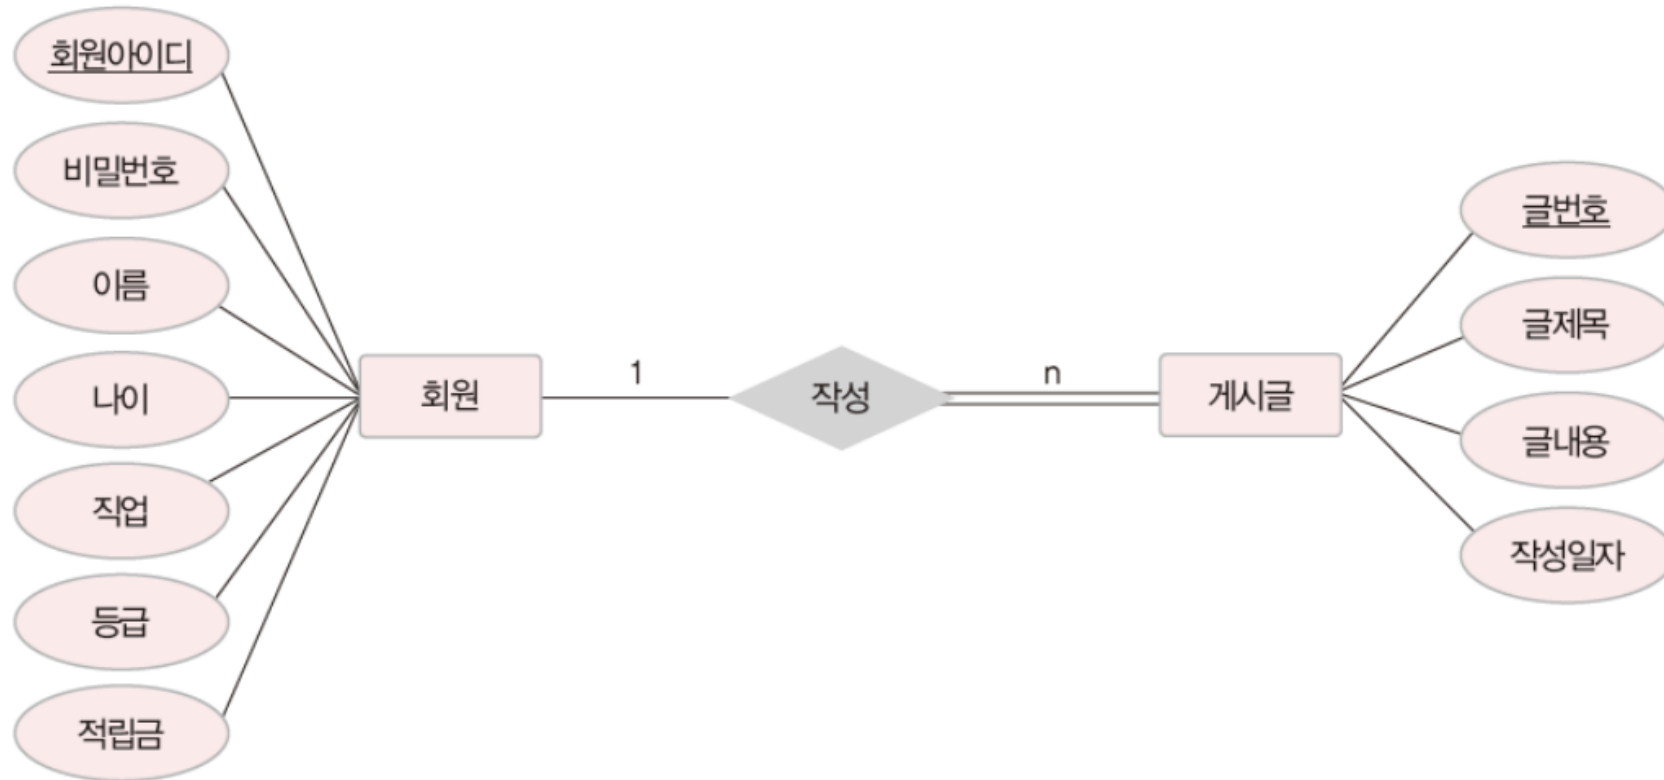 회원아이디
비밀번호
이름
나이
직업
등급
적립금
회원
1
작성
n
게시글
글번호
글제목
글내용
작성일자